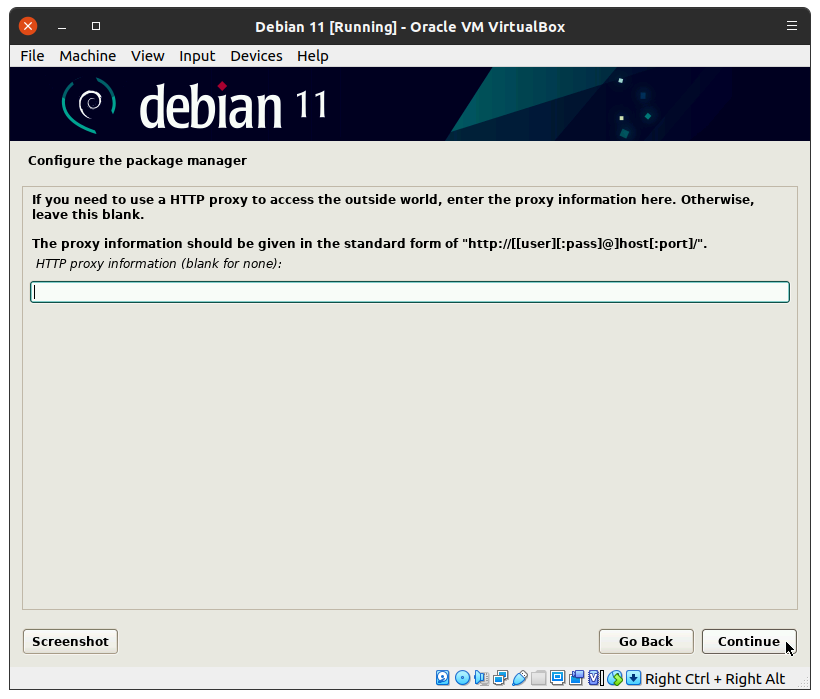 Debian 11 [Running] - Oracle VM VirtualBox
File Machine View Input Devices Help
debian 11
Configure the package manager
If you need to use a HTTP proxy to access the outside world, enter the proxy information here. Otherwise,
leave this blank.
The proxy information should be given in the standard form of "http://[[user][:pass]@]host[:port]/".
HTTP proxy information (blank for none):
Screenshot
Go Back
Continue
Right Ctrl + Right Alt